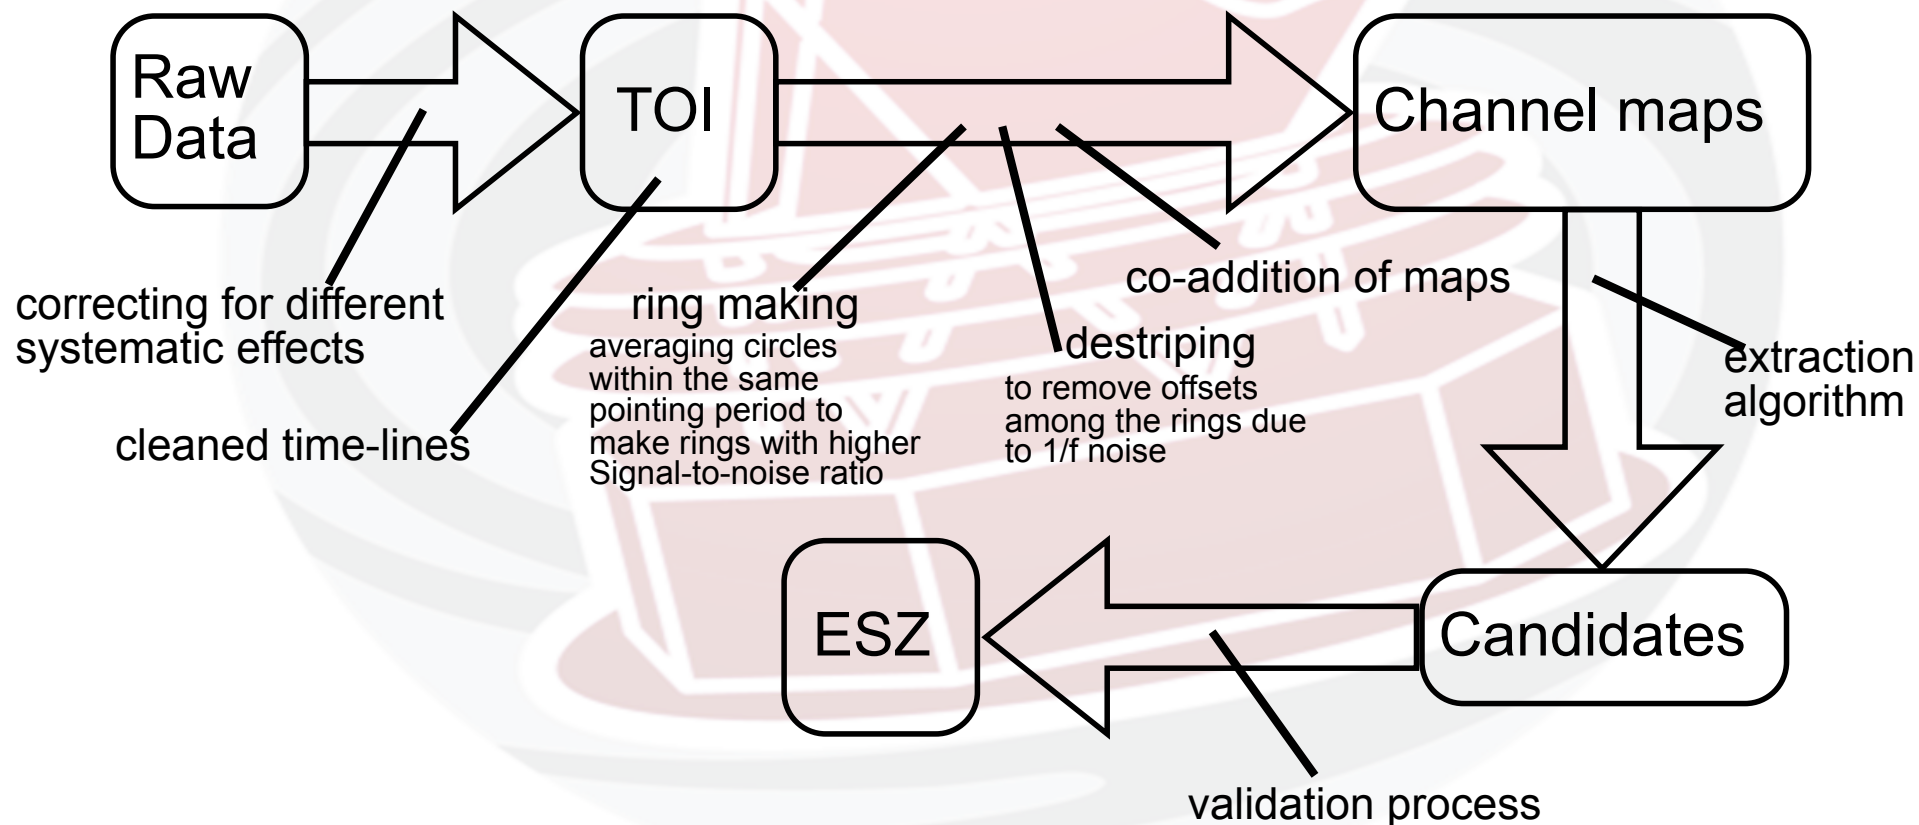 Raw
Data
TOI
Channel maps
correcting for different
systematic effects
cleaned time-lines
ring making
averaging circles
within the same
pointing period to
make rings with higher
Signal-to-noise ratio
destriping
to remove offsets
among the rings due
to 1/f noise
co-addition of maps
extraction
algorithm
Candidates
validation process
ESZ